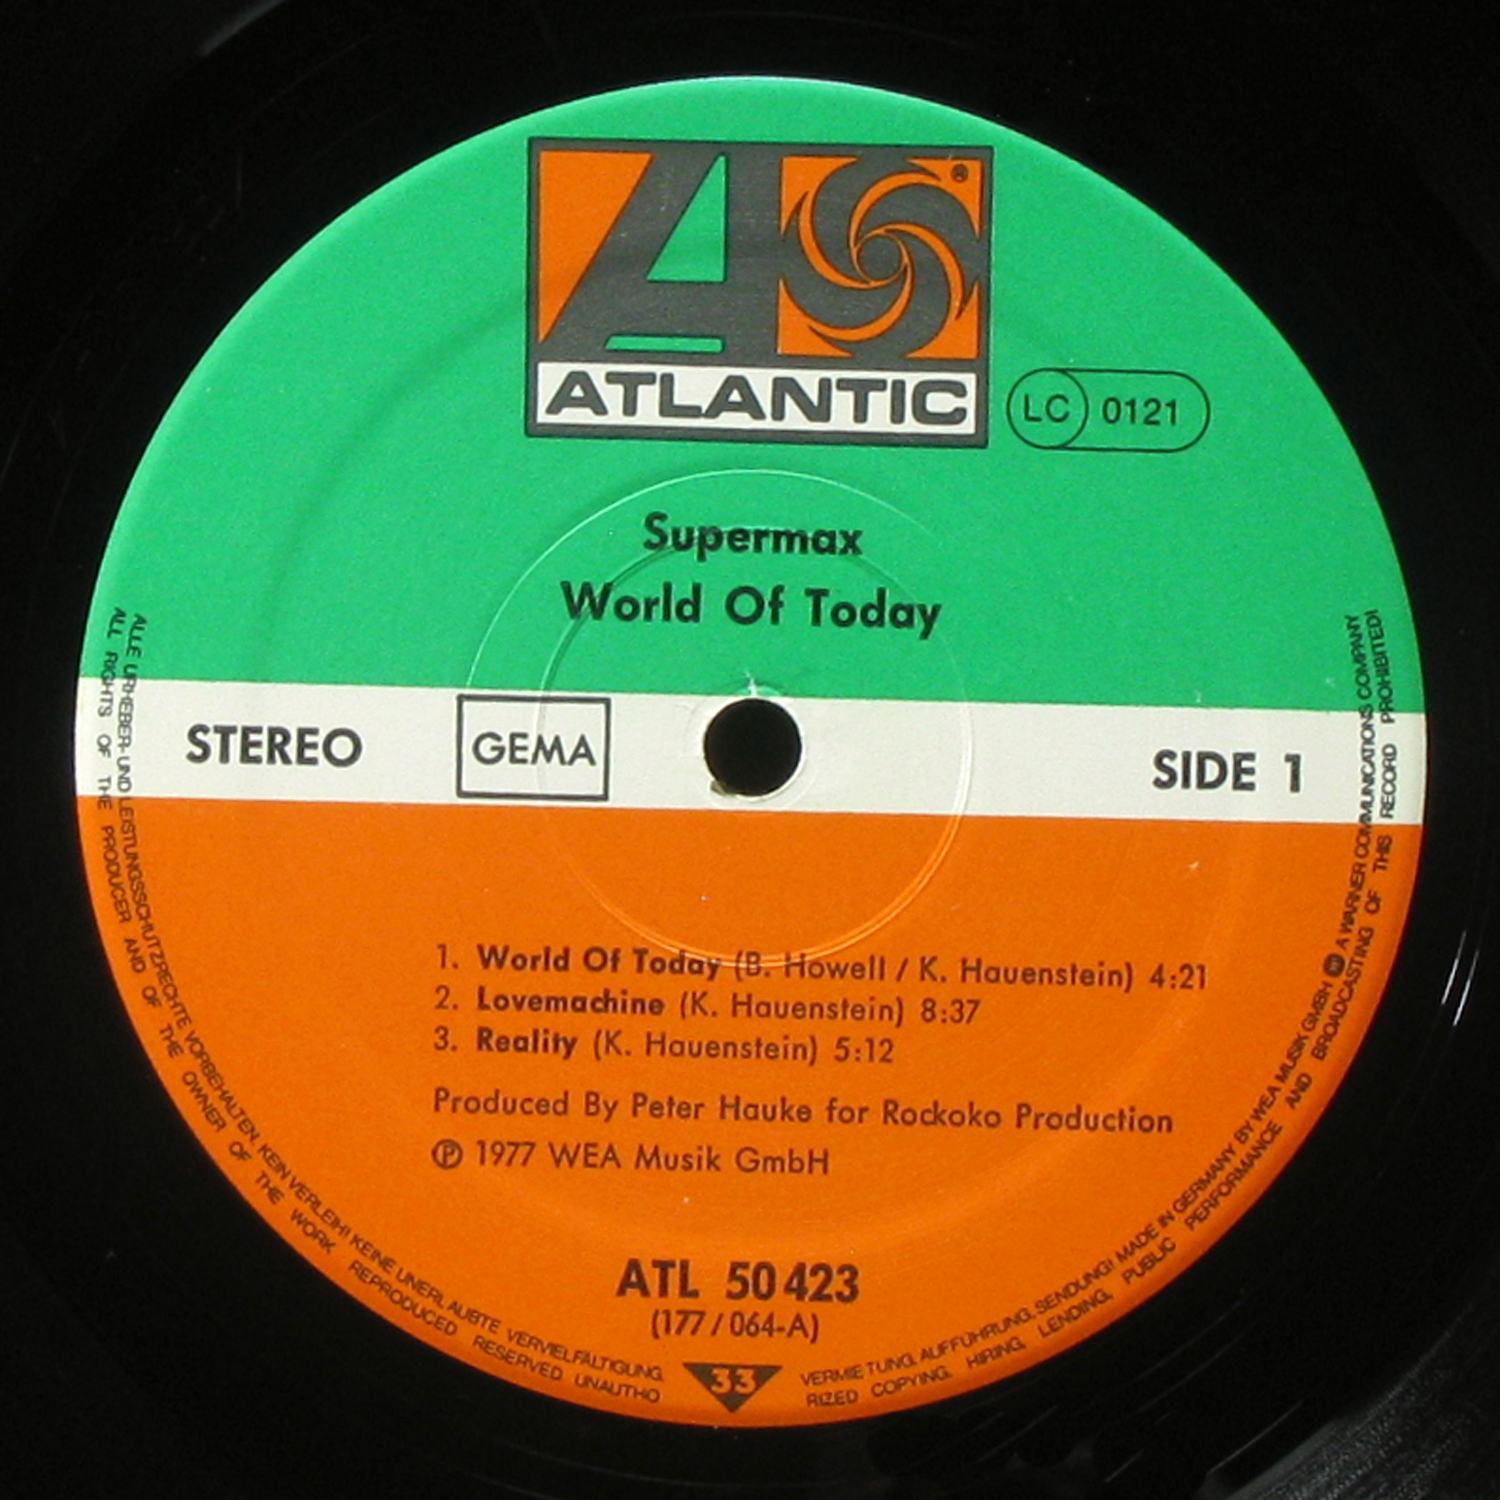 ®
ATLANTIC
LC 0121
Supermax
World Of Today
STEREO GEMA SIDE 1
1. World Of Today (B. Howell / K. Hauenstein) 4:21
2. Lovemachine (K. Hauenstein) 8:37
3. Reality (K. Hauenstein) 5:12
Produced By Peter Hauke for Rockoko Production
℗ 1977 WEA Musik GmbH
ATL 50 423
(177 / 064-A)
33
ALLE URHEBER- UND LEISTUNGSSCHUTZRECHTE VORBEHALTEN. KEIN VERLEIH! KEINE UNERLAUBTE VERVIELFÄLTIGUNG, VERMIETUNG, AUFFÜHRUNG, SENDUNG! MADE IN GERMANY BY WEA MUSIK GMBH A WARNER COMMUNICATIONS COMPANY
ALL RIGHTS OF THE PRODUCER AND OF THE OWNER OF THE WORK REPRODUCED RESERVED UNAUTHORIZED COPYING, HIRING, LENDING, PUBLIC PERFORMANCE AND BROADCASTING OF THIS RECORD PROHIBITED!